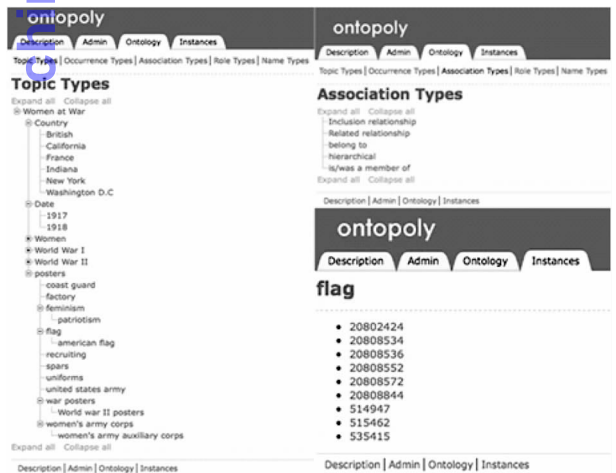 ontopoly
Description Admin Ontology Instances
Topic Types | Occurrence Types | Association Types | Role Types | Name Types
Topic Types
Expand all Collapse all
Women at War
Country
British
California
France
Indiana
New York
Washington D.C
Date
1917
1918
Women
World War I
World War II
posters
coast guard
factory
feminism
patriotism
flag
american flag
recruiting
spars
uniforms
united states army
war posters
World war II posters
women's army corps
women's army auxiliary corps
Expand all Collapse all
Description | Admin | Ontology | Instances
ontopoly
Description Admin Ontology Instances
Topic Types | Occurrence Types | Association Types | Role Types | Name Types
Association Types
Expand all Collapse all
Inclusion relationship
Related relationship
belong to
hierarchical
is/was a member of
Expand all Collapse all
Description | Admin | Ontology | Instances
ontopoly
Description Admin Ontology Instances
flag
20802424
20808534
20808536
20808552
20808572
20808844
514947
515462
535415
Description | Admin | Ontology | Instances